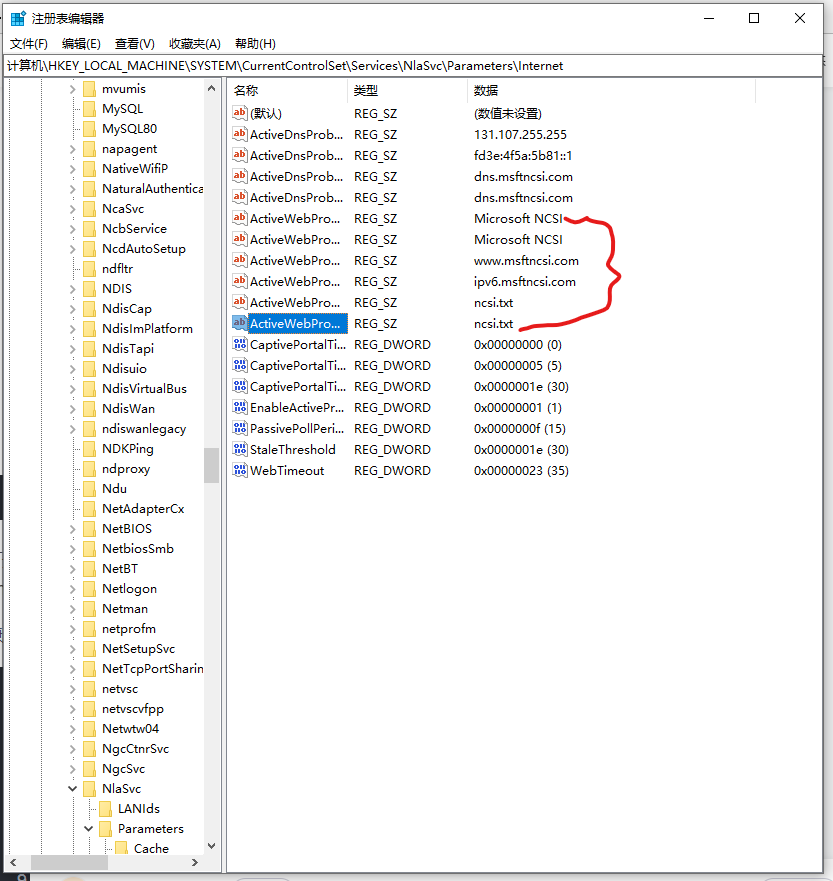 注册表编辑器
文件(F) 编辑(E) 查看(V) 收藏夹(A) 帮助(H)
计算机\HKEY_LOCAL_MACHINE\SYSTEM\CurrentControlSet\Services\NlaSvc\Parameters\Internet
mvumis
MySQL
MySQL80
napagent
NativeWifiP
NaturalAuthentica
NcaSvc
NcbService
NcdAutoSetup
ndfltr
NDIS
NdisCap
NdisImPlatform
NdisTapi
Ndisuio
NdisVirtualBus
NdisWan
ndiswanlegacy
NDKPing
ndproxy
Ndu
NetAdapterCx
NetBIOS
NetbiosSmb
NetBT
Netlogon
Netman
netprofm
NetSetupSvc
NetTcpPortSharin
netvsc
netvscvfpp
Netwtw04
NgcCtnrSvc
NgcSvc
NlaSvc
LANIds
Parameters
Cache
名称 类型 数据
(默认) REG_SZ (数值未设置)
ActiveDnsProb... REG_SZ 131.107.255.255
ActiveDnsProb... REG_SZ fd3e:4f5a:5b81::1
ActiveDnsProb... REG_SZ dns.msftncsi.com
ActiveDnsProb... REG_SZ dns.msftncsi.com
ActiveWebPro... REG_SZ Microsoft NCSI
ActiveWebPro... REG_SZ Microsoft NCSI
ActiveWebPro... REG_SZ www.msftncsi.com
ActiveWebPro... REG_SZ ipv6.msftncsi.com
ActiveWebPro... REG_SZ ncsi.txt
ActiveWebPro... REG_SZ ncsi.txt
CaptivePortalTi... REG_DWORD 0x00000000 (0)
CaptivePortalTi... REG_DWORD 0x00000005 (5)
CaptivePortalTi... REG_DWORD 0x0000001e (30)
EnableActivePr... REG_DWORD 0x00000001 (1)
PassivePollPeri... REG_DWORD 0x0000000f (15)
StaleThreshold REG_DWORD 0x0000001e (30)
WebTimeout REG_DWORD 0x00000023 (35)